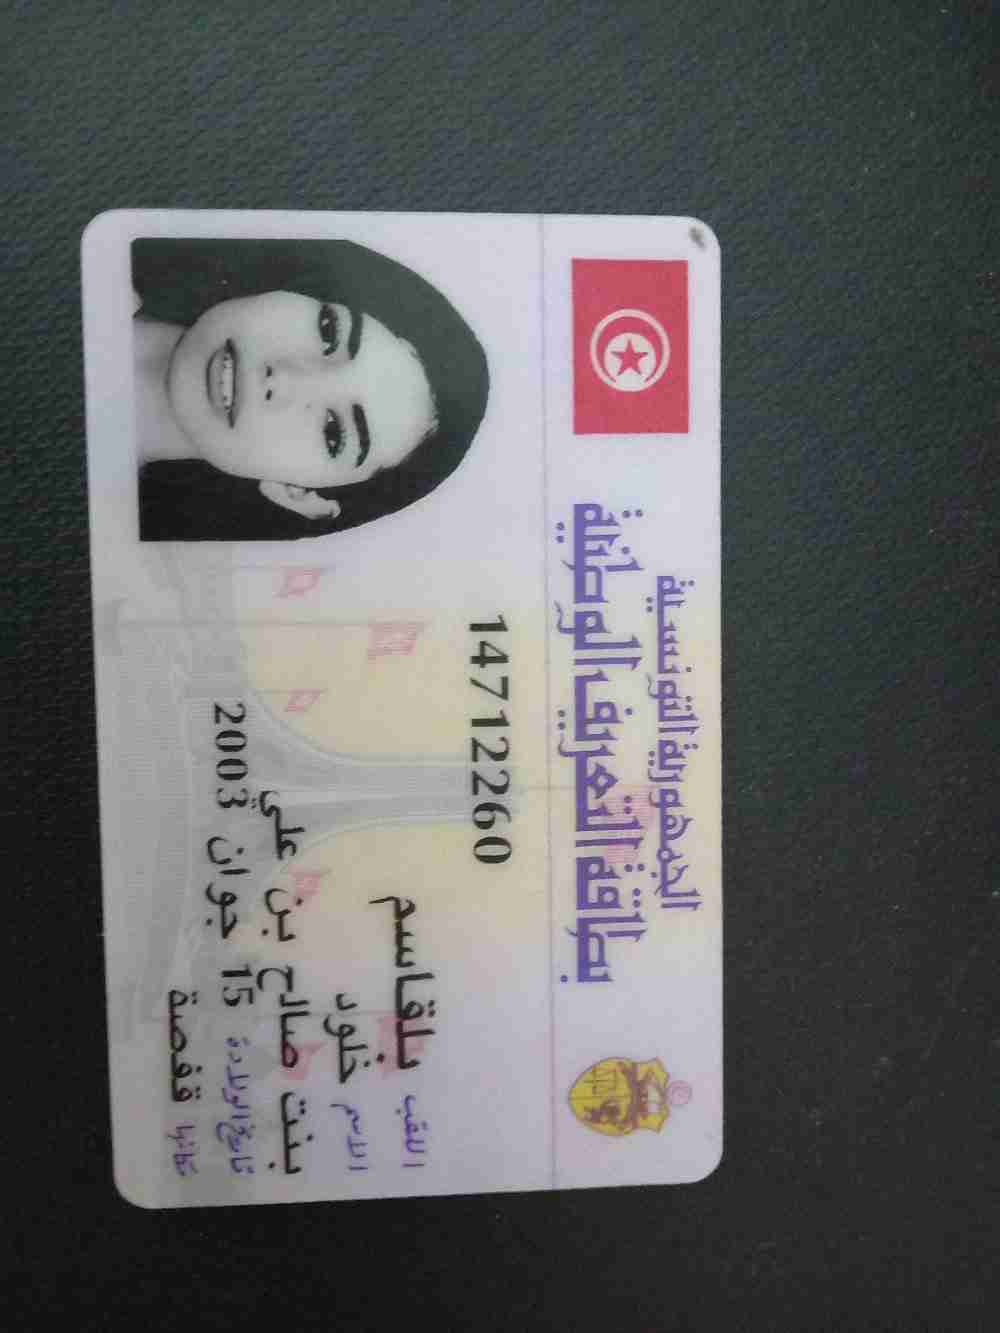 الجمهورية التونسية
بطاقة التعريف الوطنية
14712260
اللقب بلقاسم
الاسم خلود
بنت صالح بن علي
تاريخ الولادة 15 جوان 2003
مكانها قفصة